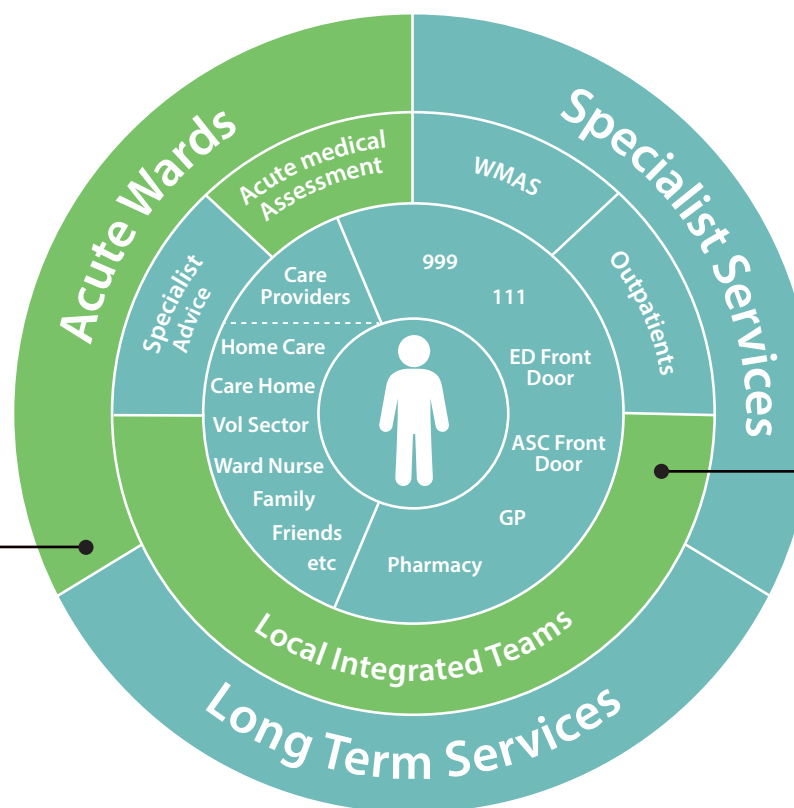 Acute Wards
Specialist Services
Long Term Services
Acute medical
Assessment
WMAS
Outpatients
Specialist
Advice
Local Integrated Teams
Care
Providers
Home Care
Care Home
Vol Sector
Ward Nurse
Family
Friends
etc
999
111
ED Front
Door
ASC Front
Door
GP
Pharmacy